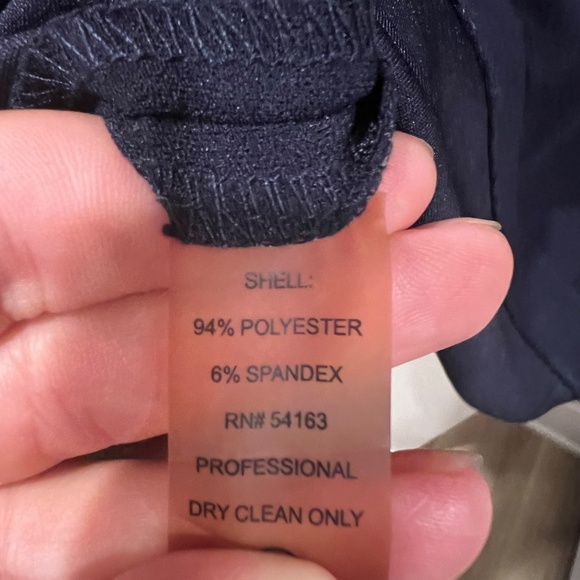 SHELL:
94% POLYESTER
6% SPANDEX
RN# 54163
PROFESSIONAL
DRY CLEAN ONLY